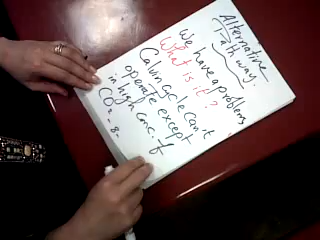 Alternative
Pathway.
We have a problem,
What is it?
Calvin Cycle can,t
operate except
in high conc. of
CO2 -